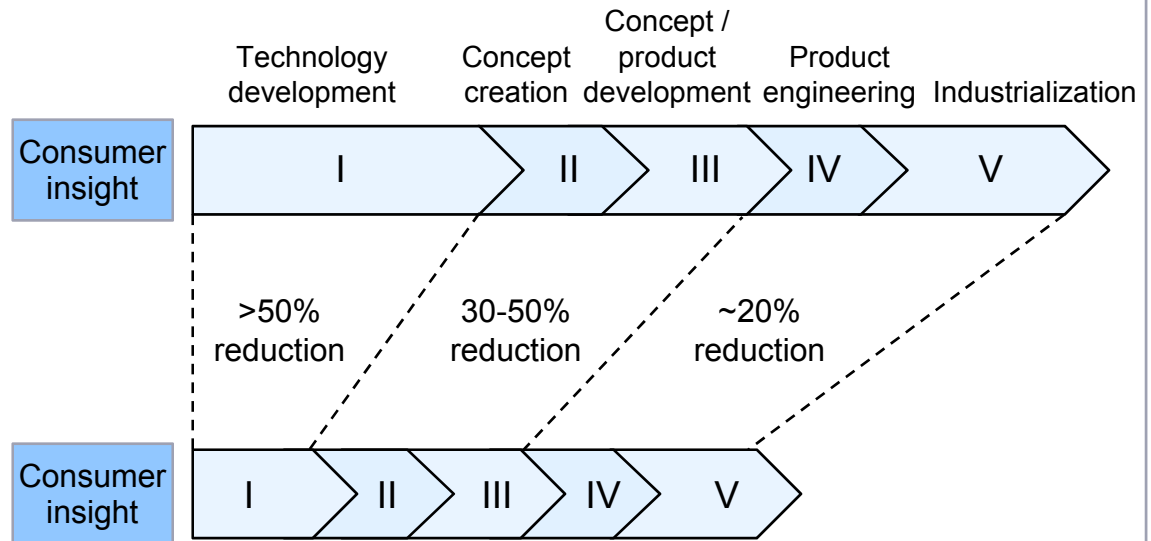 Technology
development
Concept
creation
Concept /
product
development
Product
engineering
Industrialization
Consumer
insight
I
II
III
IV
V
>50%
reduction
30-50%
reduction
~20%
reduction
Consumer
insight
I
II
III
IV
V